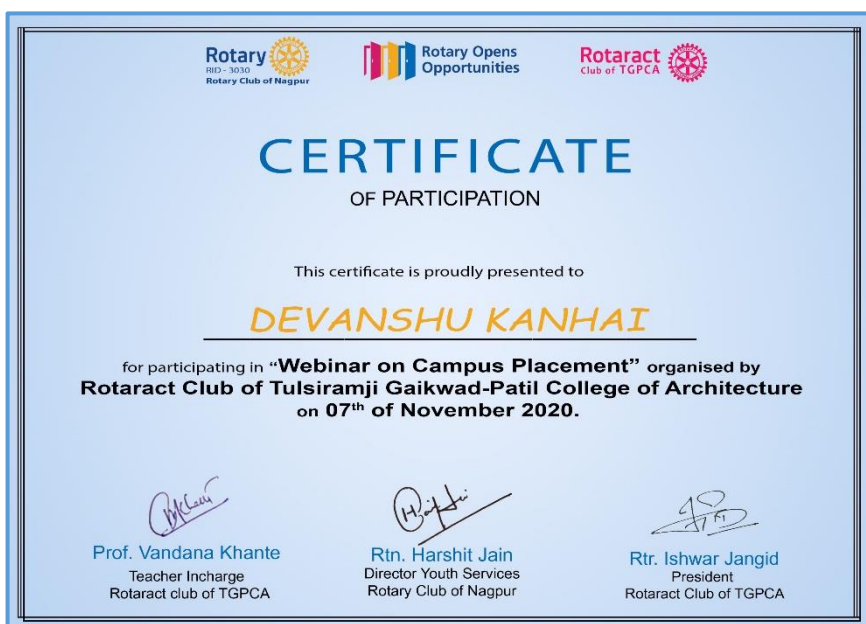 Rotary
RID - 3030
Rotary Club of Nagpur
Rotary Opens
Opportunities
Rotaract
Club of TGPCA
CERTIFICATE
OF PARTICIPATION
This certificate is proudly presented to
DEVANSHU KANHAI
for participating in "Webinar on Campus Placement" organised by
Rotaract Club of Tulsiramji Gaikwad-Patil College of Architecture
on 07th of November 2020.
Prof. Vandana Khante
Teacher Incharge
Rotaract club of TGPCA
Rtn. Harshit Jain
Director Youth Services
Rotary Club of Nagpur
Rtr. Ishwar Jangid
President
Rotaract Club of TGPCA